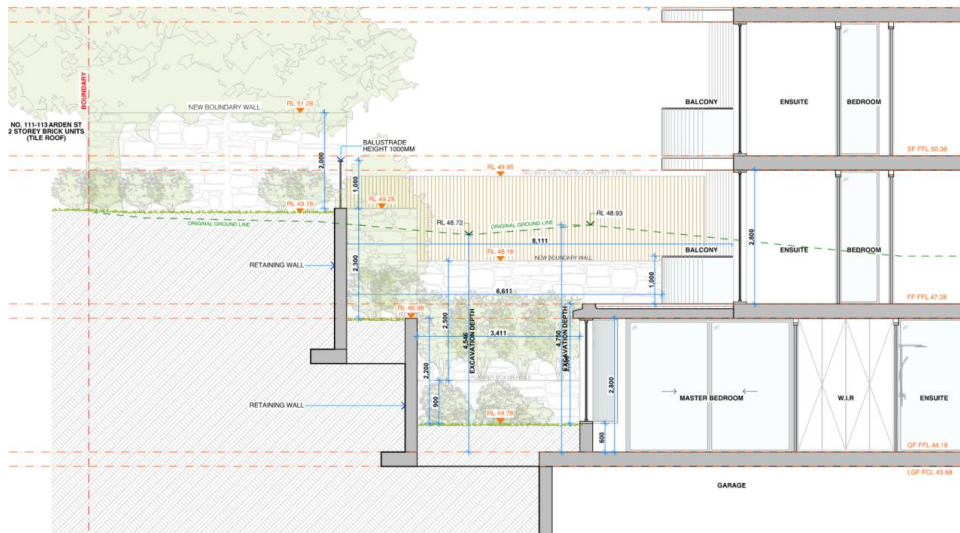 NEW BOUNDARY WALL
RL 51.28
BOUNDARY
NO. 111-113 ARDEN ST
2 STOREY BRICK UNITS
(TILE ROOF)
BALUSTRADE
HEIGHT 1000MM
2,000
1,000
RL 49.95
RL 49.18
RL 49.28
ORIGINAL GROUND LINE
RL 48.72
ORIGINAL GROUND LINE
RL 48.93
8,111
RL 48.18
NEW BOUNDARY WALL
RETAINING WALL
2,300
6,611
2,500
4,546
EXCAVATION DEPTH
4,750
EXCAVATION DEPTH
3,411
2,200
900
RETAINING WALL
RL 44.78
600
2,800
BALCONY
ENSUITE
BEDROOM
SF FFL 50.38
2,800
BALCONY
1,000
ENSUITE
BEDROOM
FF FFL 47.28
MASTER BEDROOM
W.I.R
ENSUITE
GF FFL 44.18
LGF FCL 43.88
GARAGE